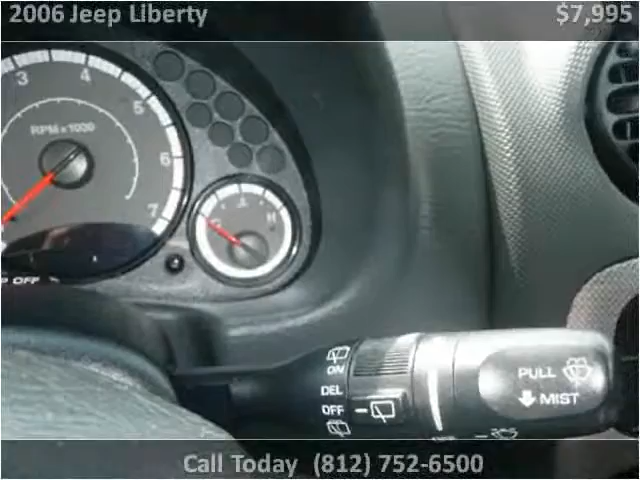 2006 Jeep Liberty $7,995
3
4
5
RPM x 1000
6
7
C H
P OFF
ON
DEL
OFF
PULL
MIST
Call Today (812) 752-6500